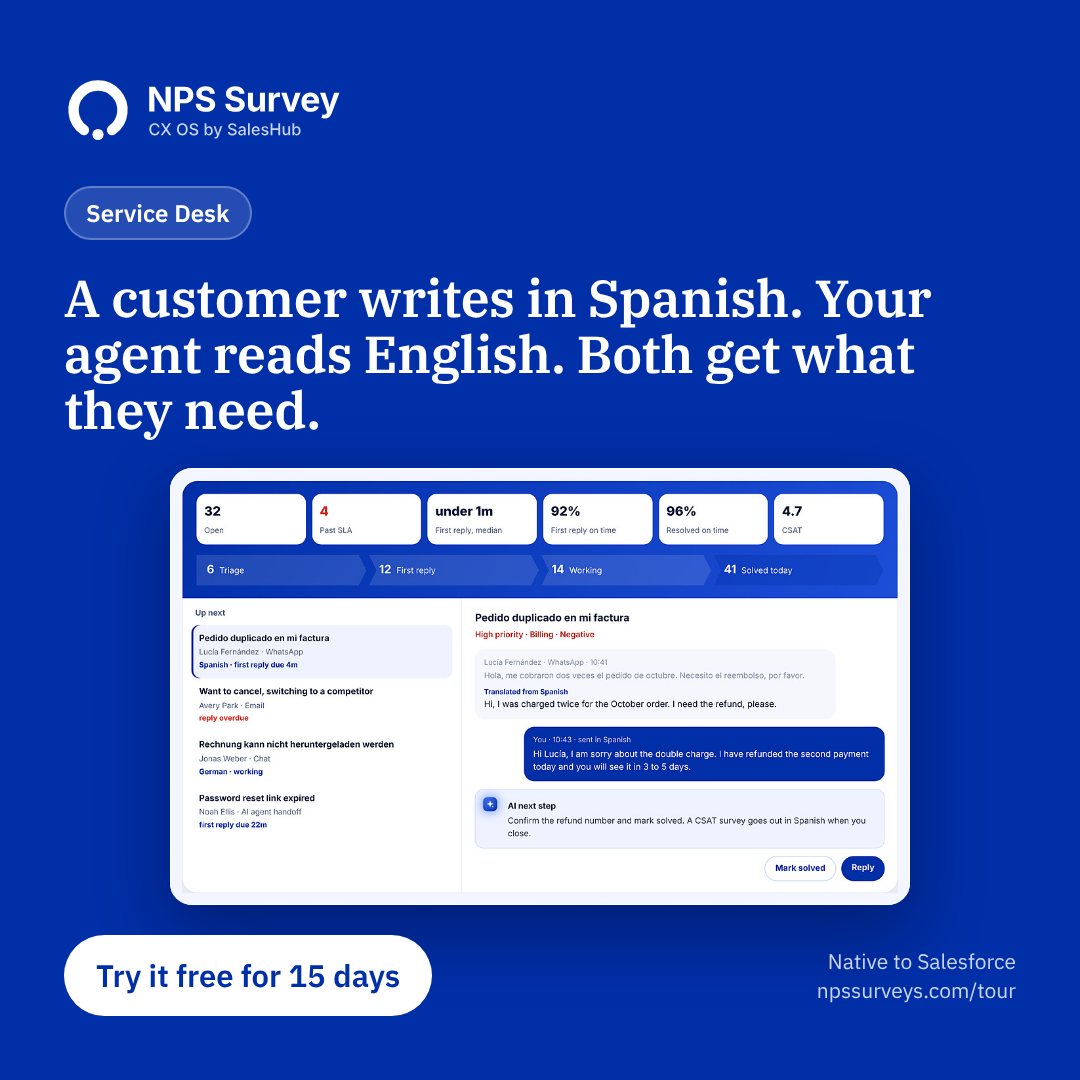 NPS Survey
CX OS by SalesHub
Service Desk
A customer writes in Spanish. Your
agent reads English. Both get what
they need.
32
Open
4
Past SLA
under 1m
First reply, median
92%
First reply on time
96%
Resolved on time
4.7
CSAT
6 Triage
12 First reply
14 Working
41 Solved today
Up next
Pedido duplicado en mi factura
Lucía Fernández · WhatsApp
Spanish · first reply due 4m
Want to cancel, switching to a competitor
Avery Park · Email
reply overdue
Rechnung kann nicht heruntergeladen werden
Jonas Weber · Chat
German · working
Password reset link expired
Noah Ellis · AI agent handoff
first reply due 22m
Pedido duplicado en mi factura
High priority · Billing · Negative
Lucía Fernández · WhatsApp · 10:41
Hola, me cobraron dos veces el pedido de octubre. Necesito el reembolso, por favor.
Translated from Spanish
Hi, I was charged twice for the October order. I need the refund, please.
You · 10:43 · sent in Spanish
Hi Lucía, I am sorry about the double charge. I have refunded the second payment
today and you will see it in 3 to 5 days.
AI next step
Confirm the refund number and mark solved. A CSAT survey goes out in Spanish when you
close.
Mark solved
Reply
Try it free for 15 days
Native to Salesforce
npssurveys.com/tour